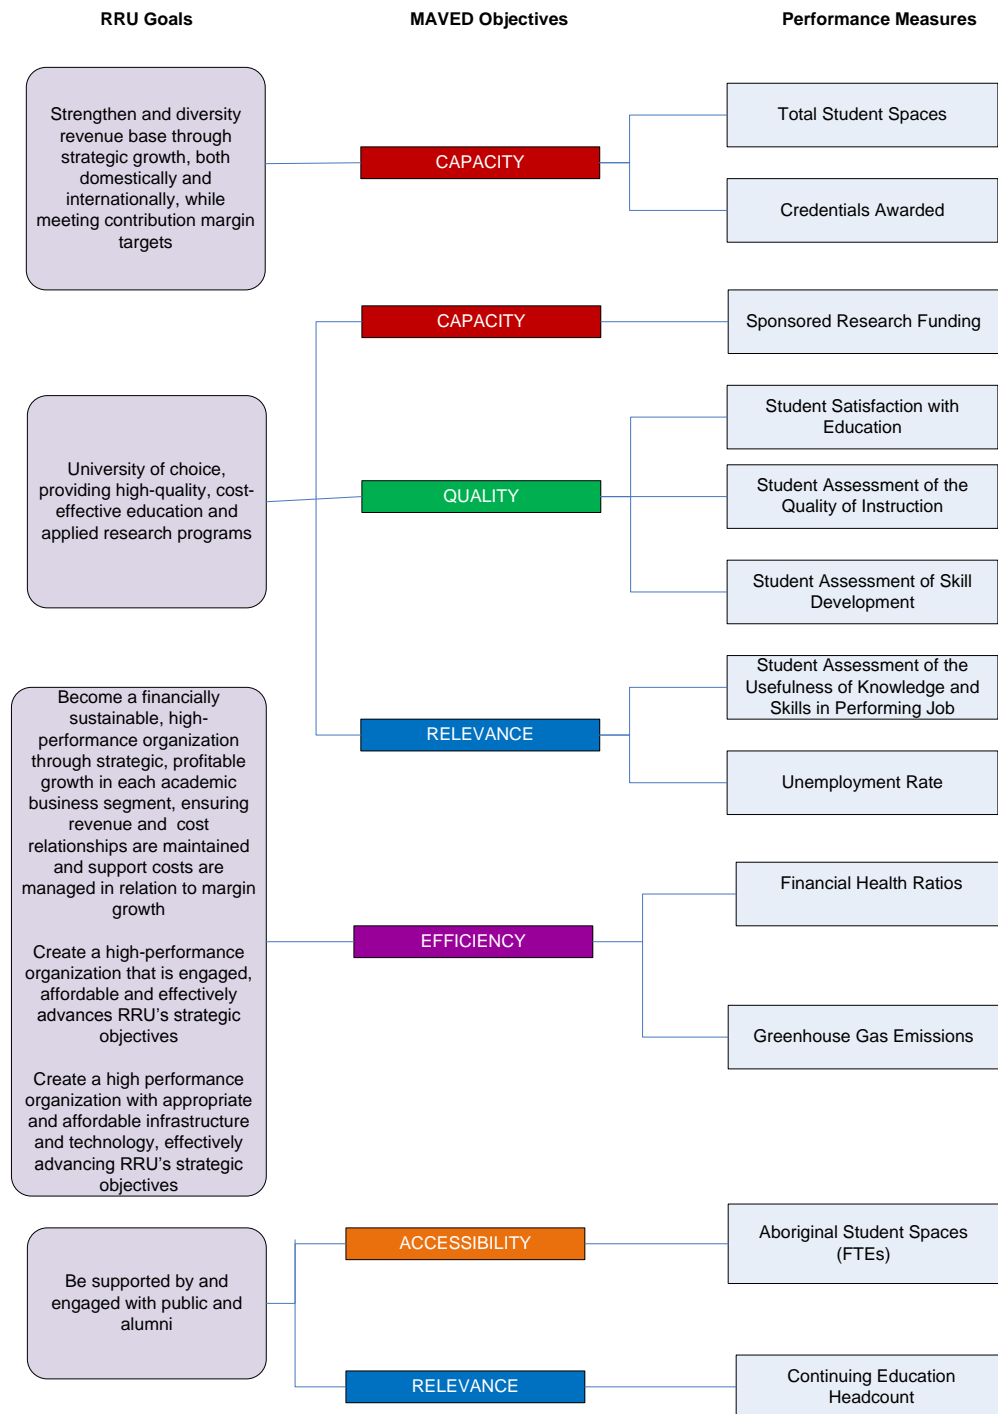 RRU Goals
MAVED Objectives
Performance Measures
Strengthen and diversity
revenue base through
strategic growth, both
domestically and
internationally, while
meeting contribution margin
targets
CAPACITY
Total Student Spaces
Credentials Awarded
University of choice,
providing high-quality, cost-
effective education and
applied research programs
CAPACITY
Sponsored Research Funding
QUALITY
Student Satisfaction with
Education
Student Assessment of the
Quality of Instruction
Student Assessment of Skill
Development
RELEVANCE
Student Assessment of the
Usefulness of Knowledge and
Skills in Performing Job
Unemployment Rate
Become a financially
sustainable, high-
performance organization
through strategic, profitable
growth in each academic
business segment, ensuring
revenue and  cost
relationships are maintained
and support costs are
managed in relation to margin
growth
Create a high-performance
organization that is engaged,
affordable and effectively
advances RRU’s strategic
objectives
Create a high performance
organization with appropriate
and affordable infrastructure
and technology, effectively
advancing RRU’s strategic
objectives
EFFICIENCY
Financial Health Ratios
Greenhouse Gas Emissions
Be supported by and
engaged with public and
alumni
ACCESSIBILITY
Aboriginal Student Spaces
(FTEs)
RELEVANCE
Continuing Education
Headcount